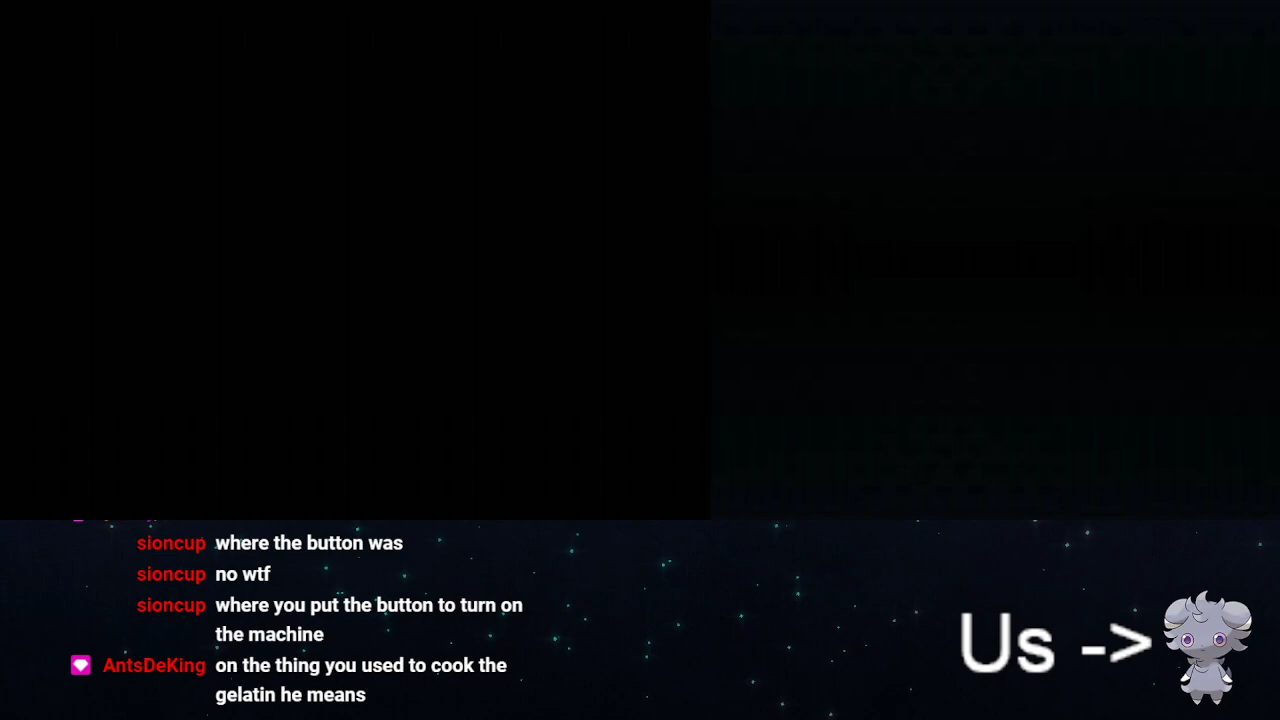 sioncup where the button was
sioncup no wtf
sioncup where you put the button to turn on
the machine
AntsDeKing on the thing you used to cook the
gelatin he means
Us ->